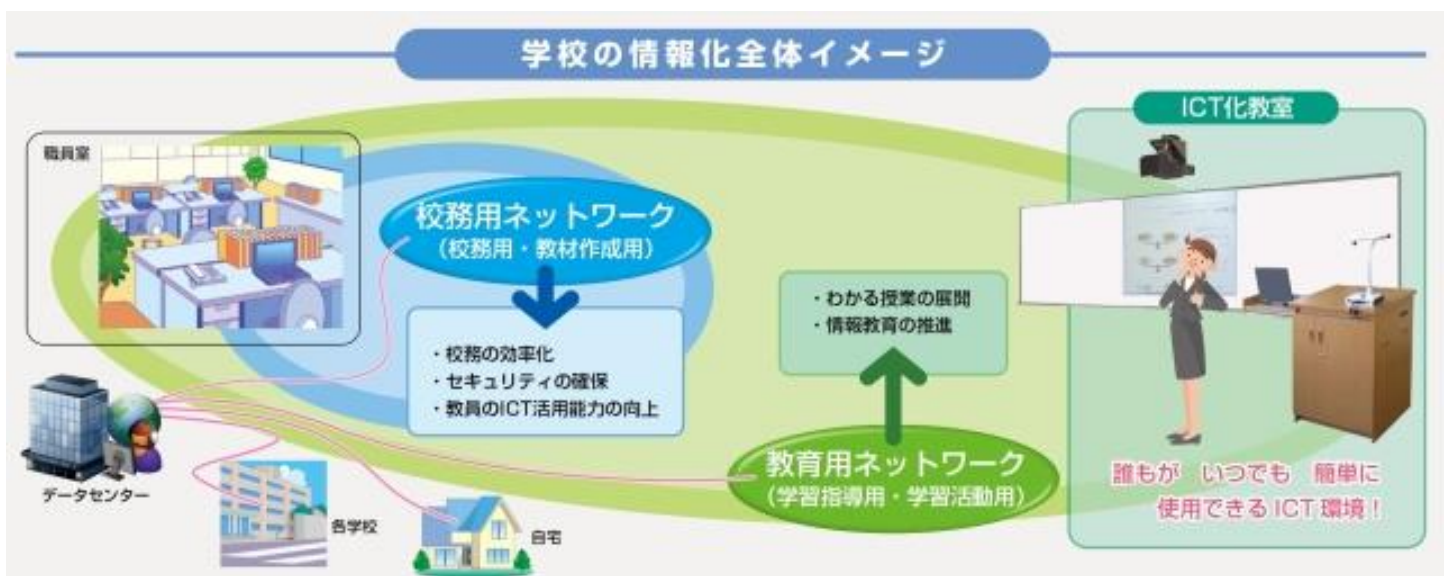 学校の情報化全体イメージ
ICT化教室
職員室
校務用ネットワーク
（校務用・教材作成用）
・校務の効率化
・セキュリティの確保
・教員のICT活用能力の向上
・わかる授業の展開
・情報教育の推進
教育用ネットワーク
（学習指導用・学習活動用）
データセンター
各学校
自宅
誰もが いつでも 簡単に
使用できる ICT 環境！